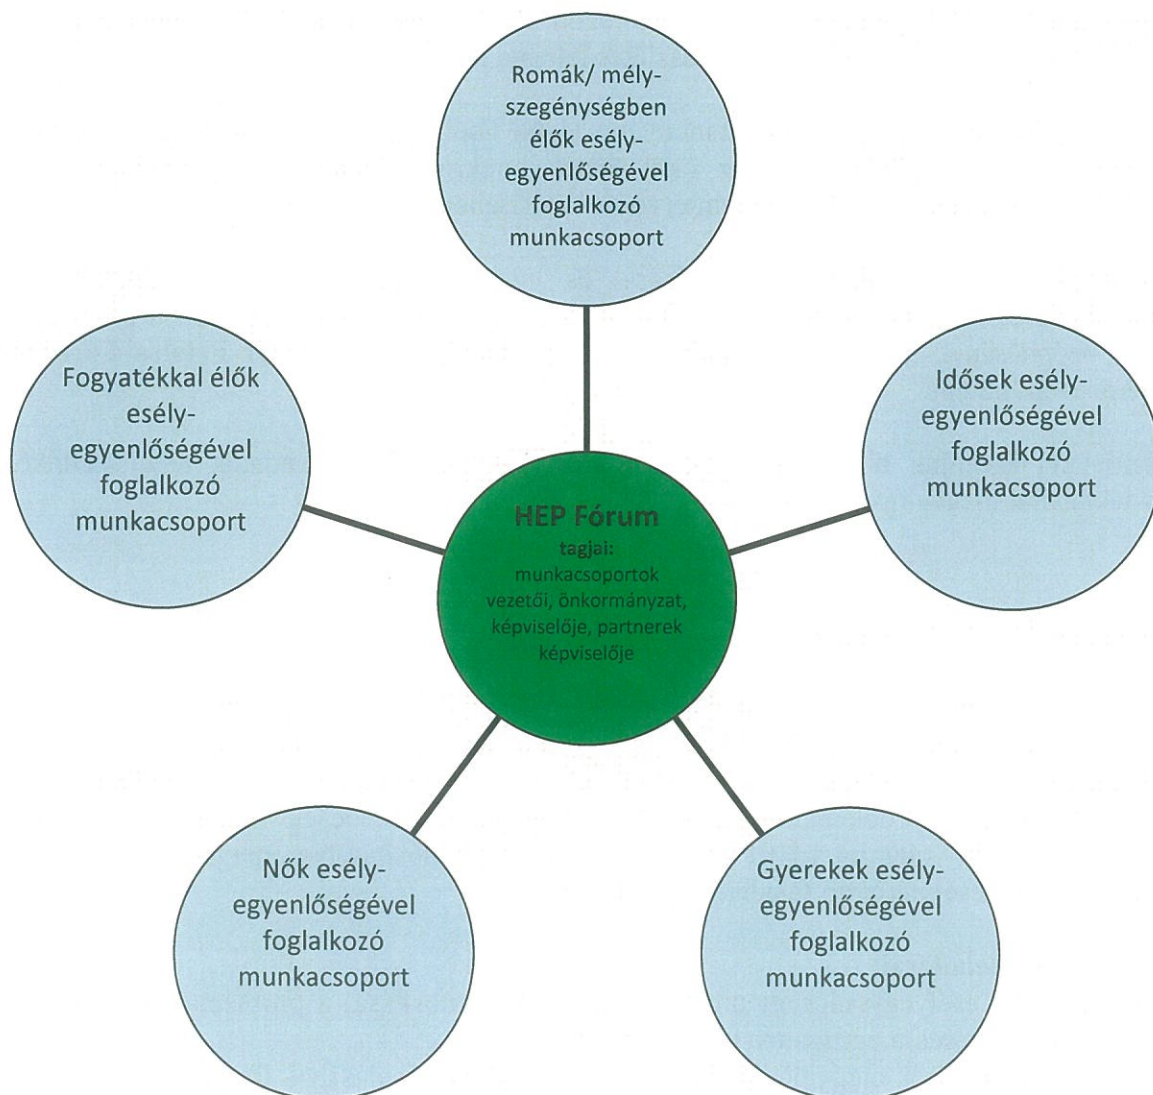 Romák/ mély-
szegénységben
élők esély-
egyenlőségével
foglalkozó
munkacsoport
Fogyatékkal élők
esély-
egyenlőségével
foglalkozó
munkacsoport
Idősek esély-
egyenlőségével
foglalkozó
munkacsoport
HEP Fórum
tagjai:
munkacsoportok
vezetői, önkormányzat,
képviselője, partnerek
képviselője
Nők esély-
egyenlőségével
foglalkozó
munkacsoport
Gyerekek esély-
egyenlőségével
foglalkozó
munkacsoport